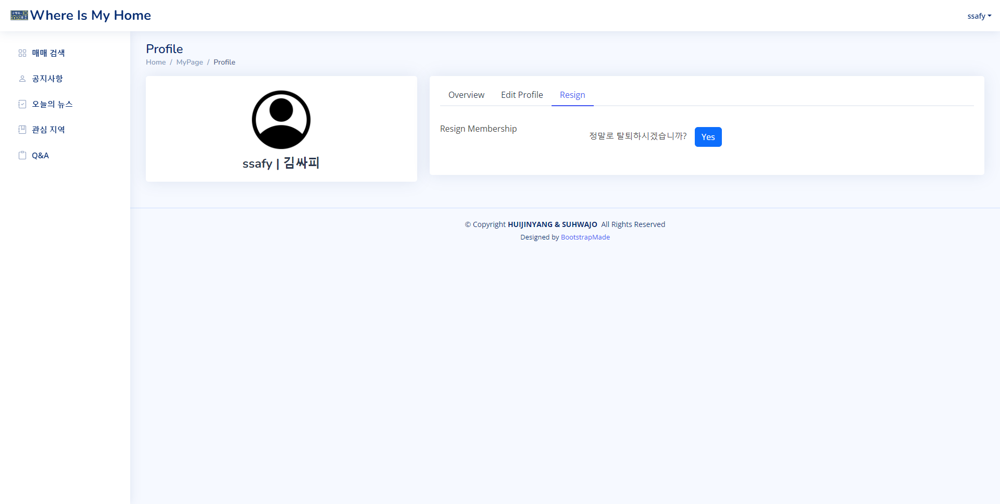 구해줘~
Where Is My Home
ssafy
매매 검색
공지사항
오늘의 뉴스
관심 지역
Q&A
Profile
Home / MyPage / Profile
ssafy | 김싸피
Overview Edit Profile Resign
Resign Membership
정말로 탈퇴하시겠습니까? Yes
© Copyright HUIJINYANG & SUHWAJO All Rights Reserved
Designed by BootstrapMade